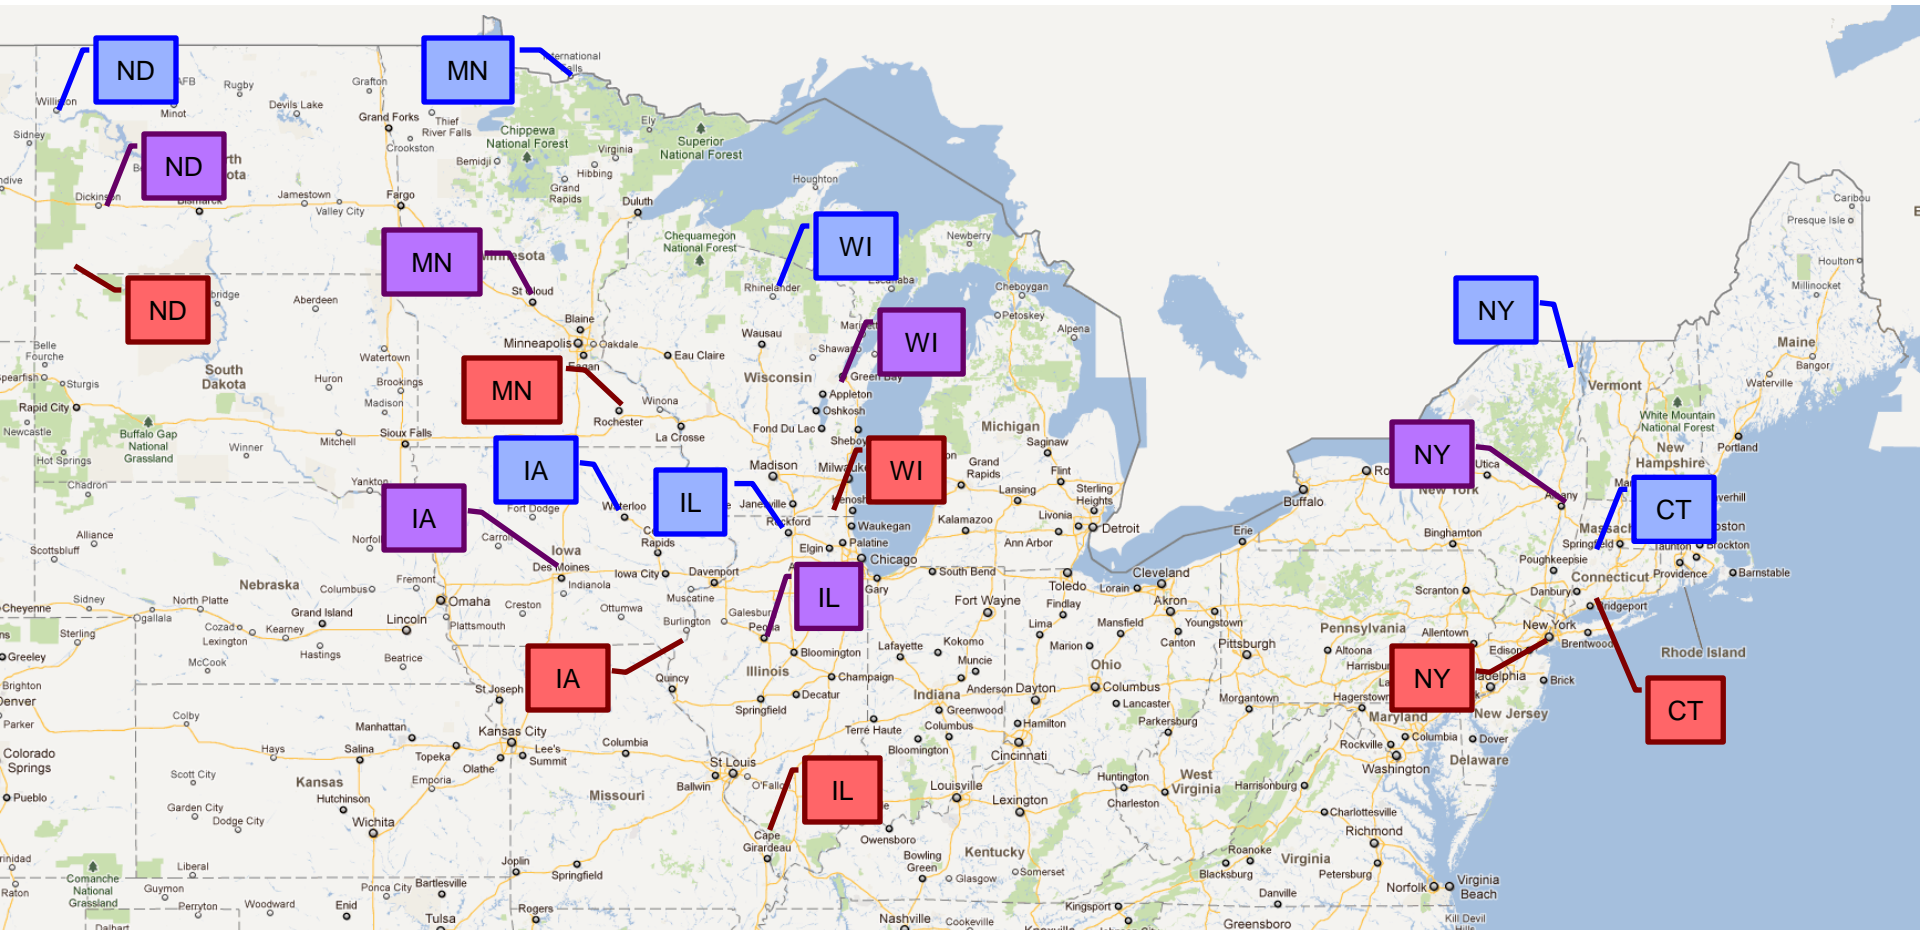 ND
MN
International
Falls
AFB
Rugby
Grafton
Williston
Devils Lake
Minot
Grand Forks
Thief
River Falls
Ely
Chippewa
National Forest
Superior
National Forest
Sidney
Crookston
Virginia
Bemidji
Hibbing
ND
Houghton
Grand
Rapids
Dickinson
Jamestown
Fargo
Valley City
Bismarck
Duluth
Caribou
Presque Isle
WI
Chequamegon
National Forest
Newberry
MN
Minnesota
Houlton
Rhinelander
Escanaba
Cheboygan
Millinocket
St Cloud
ND
bridge
Aberdeen
NY
Petoskey
Blaine
Wausau
Alpena
WI
Minneapolis
Oakdale
Eagan
Eau Claire
Maine
Bangor
Belle
Fourche
Watertown
Shawano
Spearfish
Sturgis
South
Dakota
Huron
Brookings
Wisconsin
Green Bay
Vermont
Waterville
MN
Madison
Appleton
Rapid City
Winona
Oshkosh
White Mountain
National Forest
Newcastle
Buffalo Gap
National
Grassland
Mitchell
Sioux Falls
Rochester
La Crosse
Fond Du Lac
Michigan
Winner
Saginaw
New
Hampshire
Portland
Hot Springs
IA
IL
Madison
WI
Grand
Rapids
Flint
NY
Utica
New York
Chadron
Yankton
Lansing
Sterling
Heights
Buffalo
Albany
IA
Fort Dodge
Waterloo
Janesville
Kenosha
CT
Rockford
Waukegan
Kalamazoo
Livonia
Detroit
Erie
Binghamton
Alliance
Carroll
Rapids
Elgin
Palatine
Ann Arbor
Springfield
Taunton
Brockton
Scottsbluff
Iowa
Chicago
Poughkeepsie
Des Moines
Iowa City
Davenport
South Bend
Toledo
Cleveland
Connecticut
Providence
Barnstable
Nebraska
Columbus
Fremont
Indianola
Muscatine
IL
Gary
Lorain
Scranton
Danbury
Cheyenne
Sidney
North Platte
Omaha
Creston
Ottumwa
Galesburg
Fort Wayne
Findlay
Akron
Bridgeport
Ogallala
Grand Island
Lincoln
Plattsmouth
Burlington
Peoria
Lima
Mansfield
Youngstown
Pennsylvania
Allentown
New York
Sterling
Cozad
Kearney
Lexington
Hastings
Kokomo
Lafayette
Marion
Canton
Pittsburgh
Altoona
Edison
Brentwood
Greeley
McCook
Beatrice
IA
Bloomington
Illinois
Muncie
Ohio
Harrisburg
Rhode Island
Brighton
Denver
St Joseph
Quincy
Champaign
Indiana
Anderson
Dayton
Columbus
NY
Brick
Decatur
Morgantown
Hagerstown
Springfield
Greenwood
Lancaster
Maryland
New Jersey
CT
Parker
Colby
Manhattan
Kansas City
Terre Haute
Columbus
Hamilton
Parkersburg
Columbia
Dover
Colorado
Springs
Hays
Salina
Topeka
Lee's
Summit
Columbia
Bloomington
Cincinnati
Rockville
Washington
Delaware
Olathe
St Louis
Scott City
Kansas
Emporia
Ballwin
O'Fallon
IL
Louisville
Huntington
West
Virginia
Harrisonburg
Pueblo
Garden City
Hutchinson
Missouri
Lexington
Charleston
Dodge City
Wichita
Charlottesville
Cape
Girardeau
Owensboro
Richmond
Kentucky
Trinidad
Liberal
Joplin
Springfield
Bowling
Green
Somerset
Roanoke
Virginia
Blacksburg
Petersburg
Comanche
National
Grassland
Raton
Guymon
Ponca City
Bartlesville
Glasgow
Danville
Norfolk
Virginia
Beach
Perryton
Woodward
Enid
Rogers
Kingsport
Dalhart
Tulsa
Nashville
Cookeville
Greensboro
Kill Devil
Hills